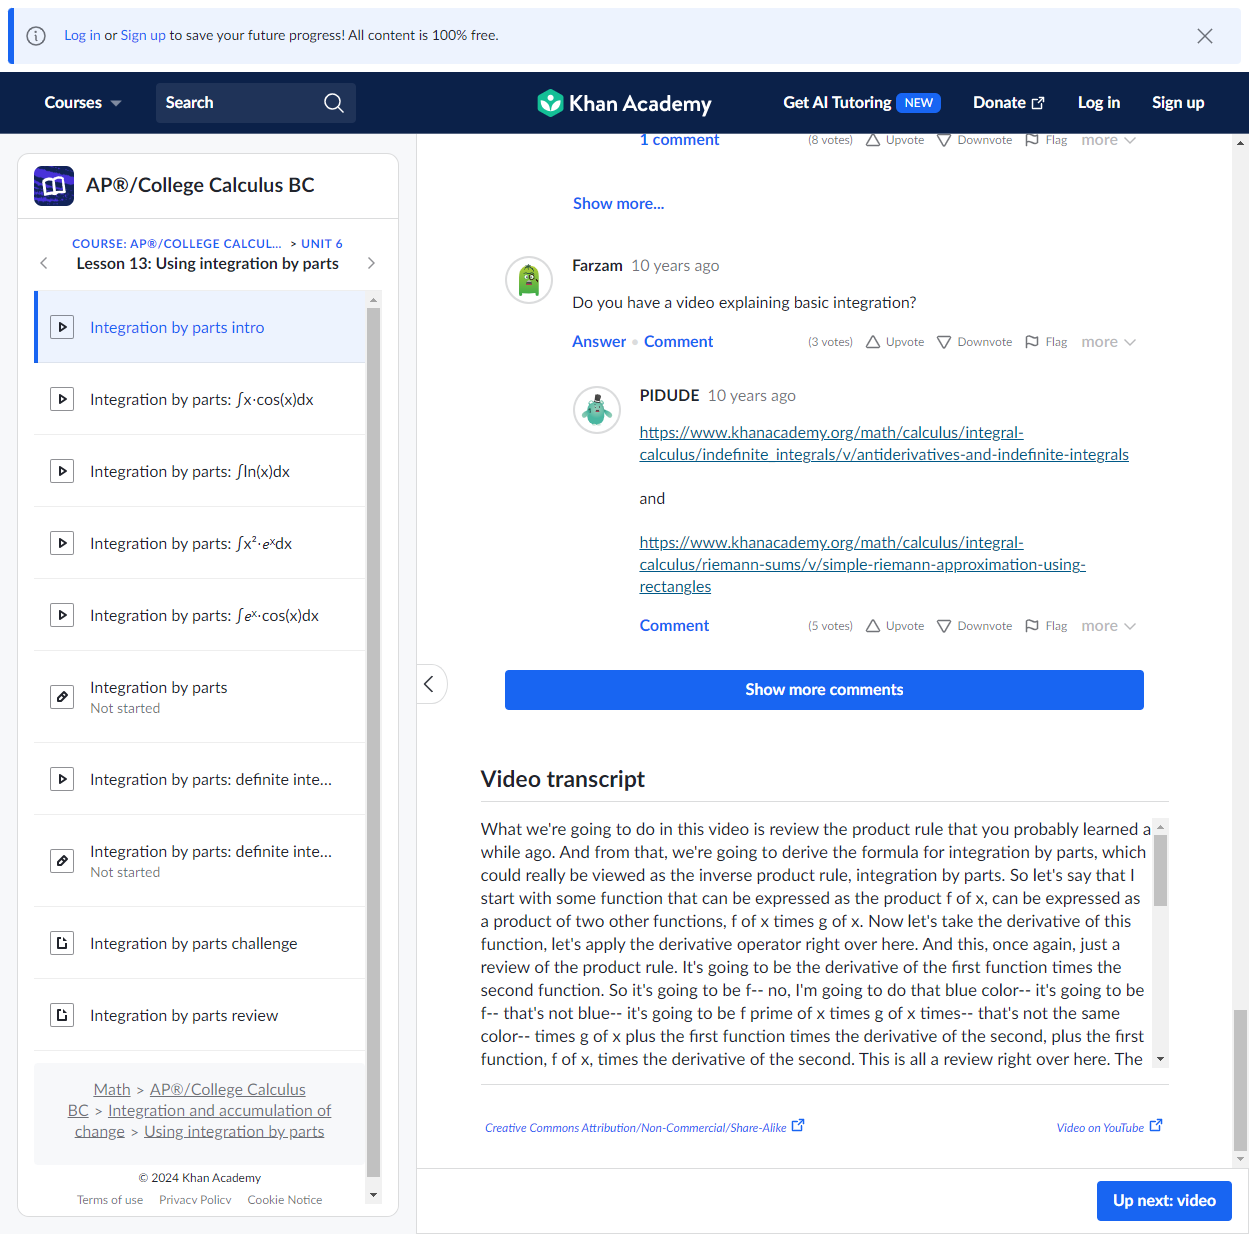 Log in or Sign up to save your future progress! All content is 100% free.
Courses
Search
Khan Academy
Get AI Tutoring NEW
Donate
Log in
Sign up
AP®/College Calculus BC
COURSE: AP®/COLLEGE CALCUL... > UNIT 6
Lesson 13: Using integration by parts
Integration by parts intro
Integration by parts: ∫x⋅cos(x)dx
Integration by parts: ∫ln(x)dx
Integration by parts: ∫x²⋅𝑒ˣdx
Integration by parts: ∫𝑒ˣ⋅cos(x)dx
Integration by parts
Not started
Integration by parts: definite inte...
Integration by parts: definite inte...
Not started
Integration by parts challenge
Integration by parts review
Math > AP®/College Calculus
BC > Integration and accumulation of
change > Using integration by parts
© 2024 Khan Academy
Terms of use Privacy Policy Cookie Notice
1 comment (8 votes) Upvote Downvote Flag more
Show more...
Farzam 10 years ago
Do you have a video explaining basic integration?
Answer • Comment (3 votes) Upvote Downvote Flag more
PIDUDE 10 years ago
https://www.khanacademy.org/math/calculus/integral-
calculus/indefinite_integrals/v/antiderivatives-and-indefinite-integrals
and
https://www.khanacademy.org/math/calculus/integral-
calculus/riemann-sums/v/simple-riemann-approximation-using-
rectangles
Comment (5 votes) Upvote Downvote Flag more
Show more comments
Video transcript
What we're going to do in this video is review the product rule that you probably learned a
while ago. And from that, we're going to derive the formula for integration by parts, which
could really be viewed as the inverse product rule, integration by parts. So let's say that I
start with some function that can be expressed as the product f of x, can be expressed as
a product of two other functions, f of x times g of x. Now let's take the derivative of this
function, let's apply the derivative operator right over here. And this, once again, just a
review of the product rule. It's going to be the derivative of the first function times the
second function. So it's going to be f-- no, I'm going to do that blue color-- it's going to be
f-- that's not blue-- it's going to be f prime of x times g of x times-- that's not the same
color-- times g of x plus the first function times the derivative of the second, plus the first
function, f of x, times the derivative of the second. This is all a review right over here. The
Creative Commons Attribution/Non-Commercial/Share-Alike
Video on YouTube
Up next: video